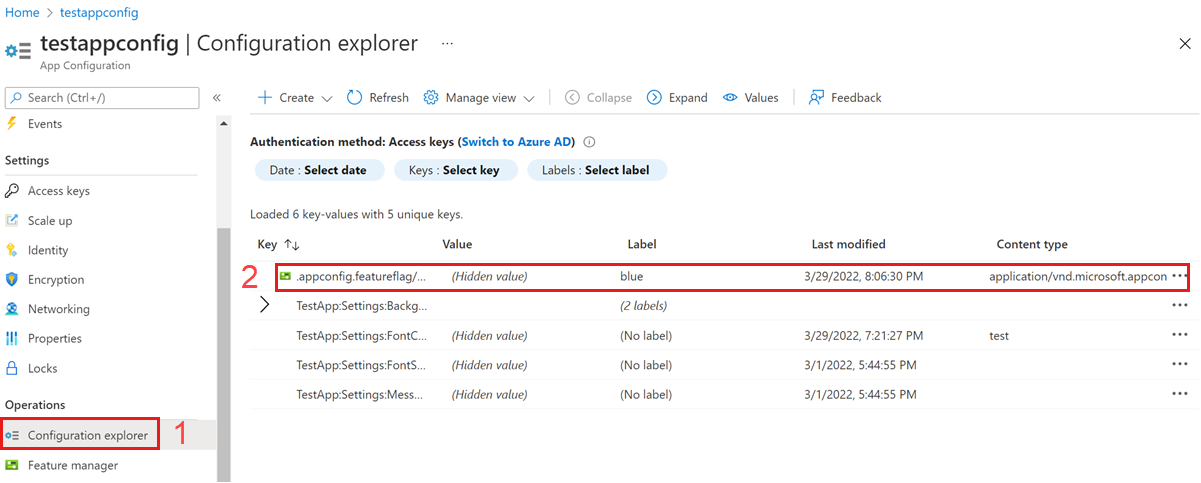 Home > testappconfig
testappconfig | Configuration explorer ...
App Configuration
Search (Ctrl+/) «
Create Refresh Manage view Collapse Expand Values Feedback
Events
Settings
Access keys
Scale up
Identity
Encryption
Networking
Properties
Locks
Operations
Configuration explorer 1
Feature manager
Authentication method: Access keys (Switch to Azure AD)
Date : Select date Keys : Select key Labels : Select label
Loaded 6 key-values with 5 unique keys.
Key Value Label Last modified Content type
2 .appconfig.featureflag/... (Hidden value) blue 3/29/2022, 8:06:30 PM application/vnd.microsoft.appcon ...
TestApp:Settings:Backg... (2 labels) ...
TestApp:Settings:FontC... (Hidden value) (No label) 3/29/2022, 7:21:27 PM test ...
TestApp:Settings:FontS... (Hidden value) (No label) 3/1/2022, 5:44:55 PM ...
TestApp:Settings:Mess... (Hidden value) (No label) 3/1/2022, 5:44:55 PM ...